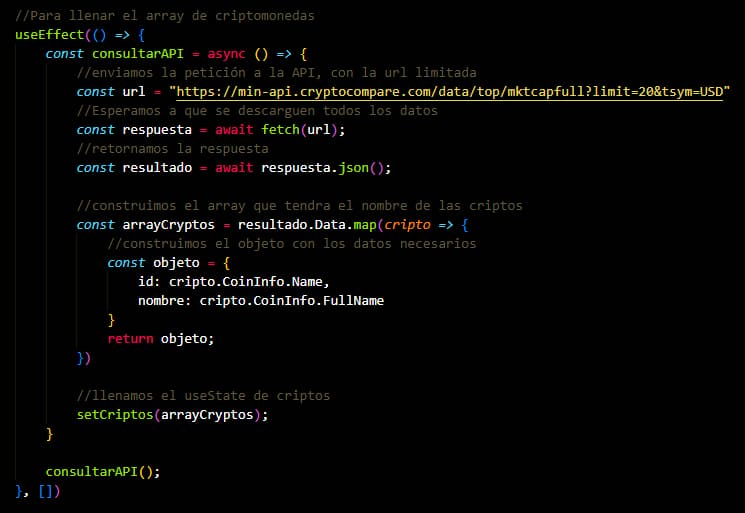 //Para llenar el array de criptomonedas
useEffect(() => {
    const consultarAPI = async () => {
        //enviamos la petición a la API, con la url limitada
        const url = "https://min-api.cryptocompare.com/data/top/mktcapfull?limit=20&tsym=USD"
        //Esperamos a que se descarguen todos los datos
        const respuesta = await fetch(url);
        //retornamos la respuesta
        const resultado = await respuesta.json();

        //construimos el array que tendra el nombre de las criptos
        const arrayCryptos = resultado.Data.map(cripto => {
            //construimos el objeto con los datos necesarios
            const objeto = {
                id: cripto.CoinInfo.Name,
                nombre: cripto.CoinInfo.FullName
            }
            return objeto;
        })

        //llenamos el useState de criptos
        setCriptos(arrayCryptos);
    }

    consultarAPI();
}, [])